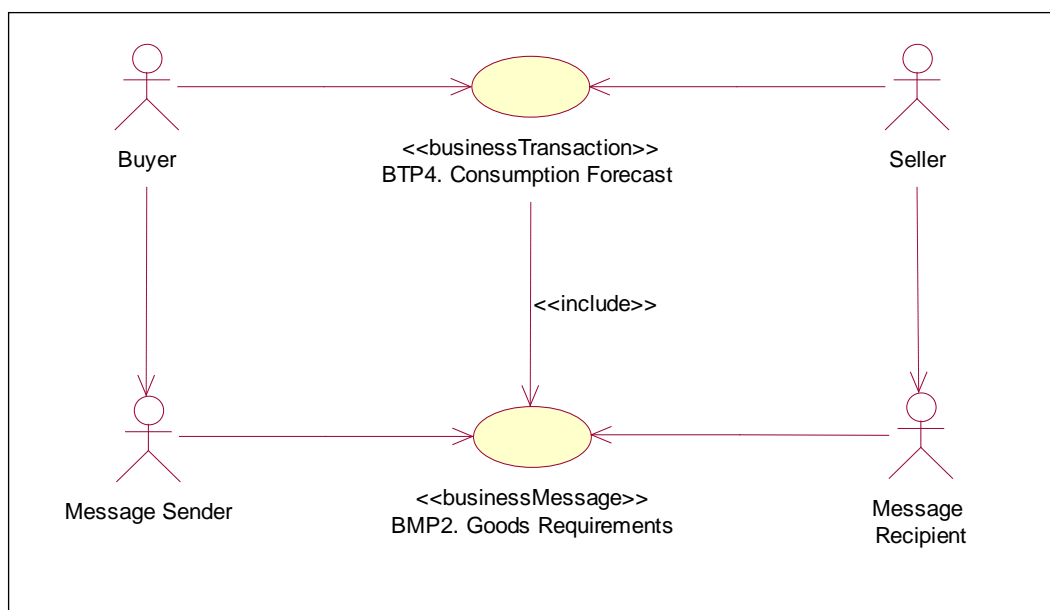 <<businessTransaction>>
Buyer
BTP4. Consumption Forecast
Seller
<<include>>
Message Sender
<<businessMessage>>
BMP2. Goods Requirements
Message
Recipient